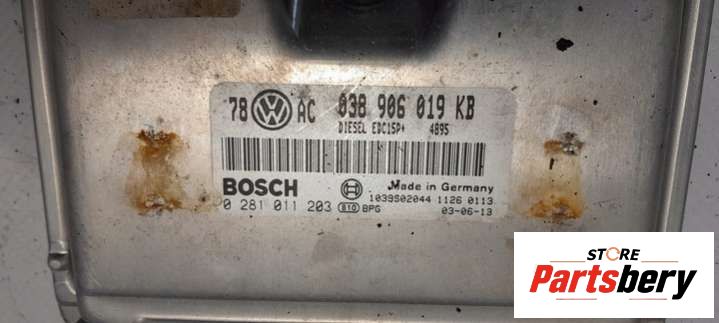 78 AC 038 906 019 KB
DIESEL EDC15P+ 4895
BOSCH Made in Germany
0 281 011 203 810 BPG 1039S02044 1126 0113
03-06-13
STORE
Partsbery